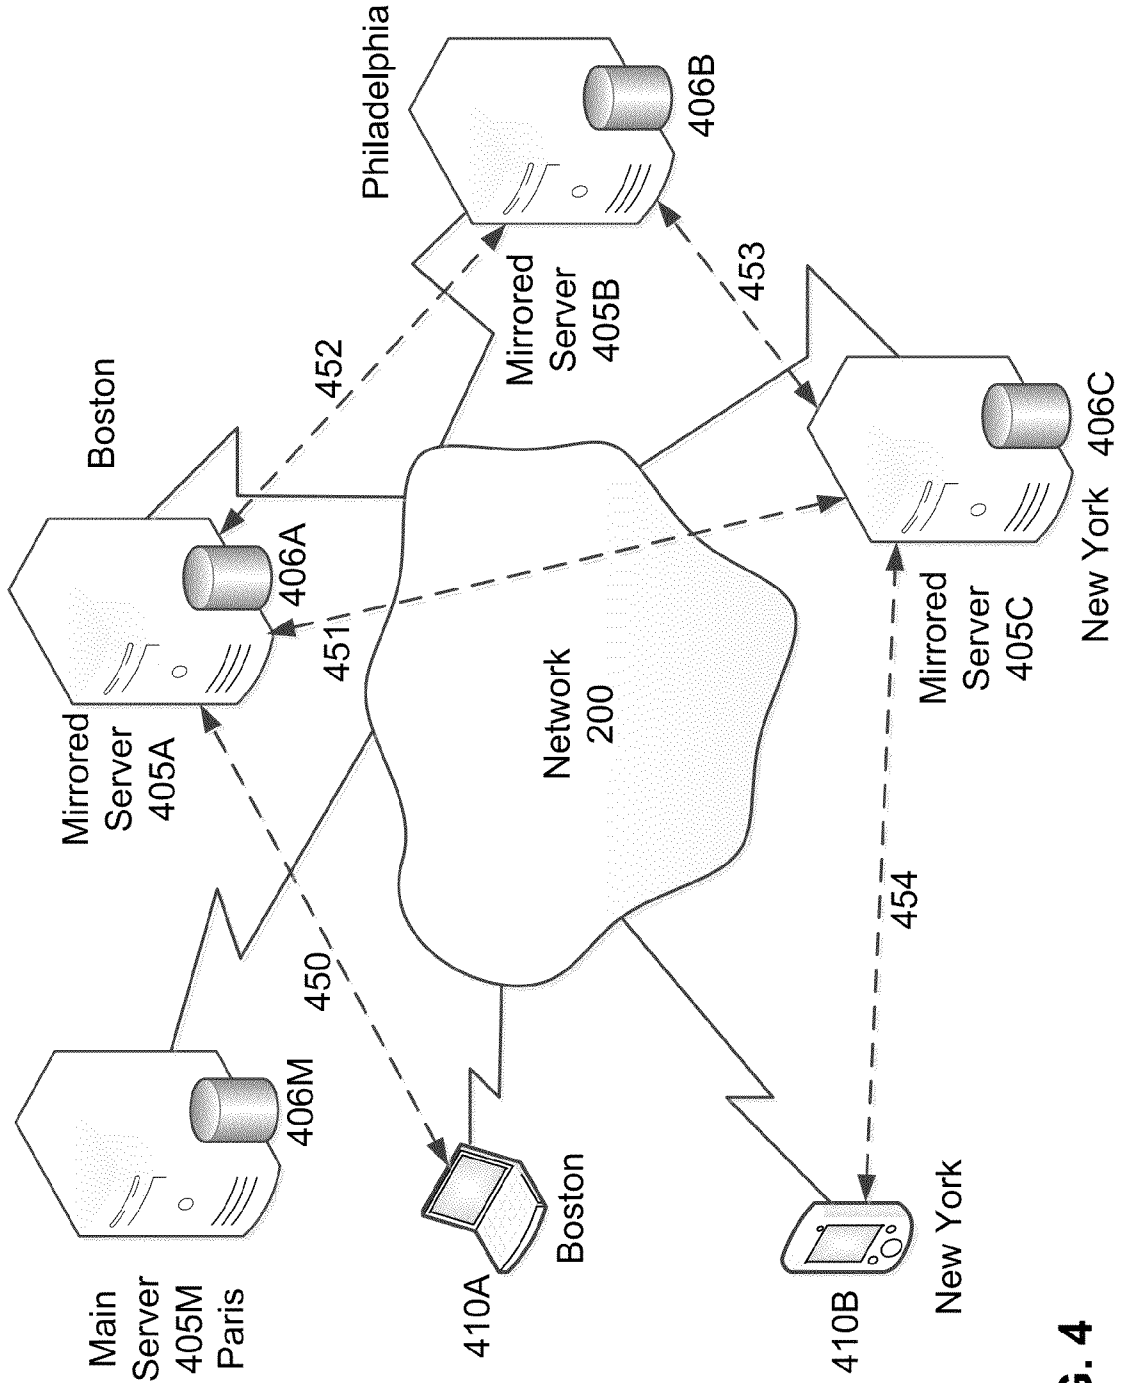 Main
Server
405M
Paris
406M
450
Mirrored
Server
405A
Boston
406A
451
452
Philadelphia
Mirrored
Server
405B
406B
453
Network
200
410A
Boston
410B
New York
454
Mirrored
Server
405C
New York
406C
G. 4